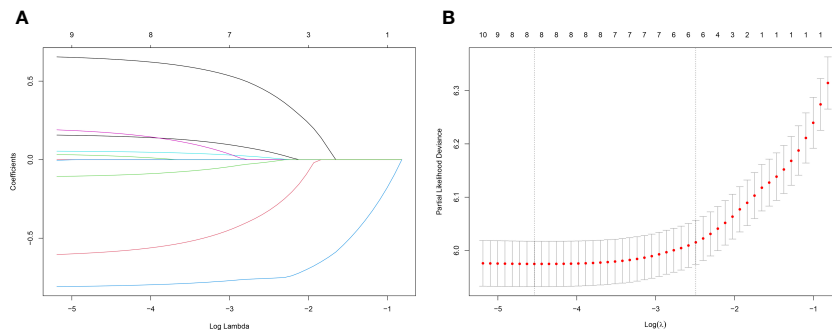 A
9 8 7 3 1
0.5
0.0
−0.5
Coefficients
−5 −4 −3 −2 −1
Log Lambda
B
10 9 8 8 8 8 8 8 8 7 7 7 7 6 6 6 4 3 2 1 1 1 1 1
6.3
6.2
6.1
6.0
Partial Likelihood Deviance
−5 −4 −3 −2 −1
Log(λ)